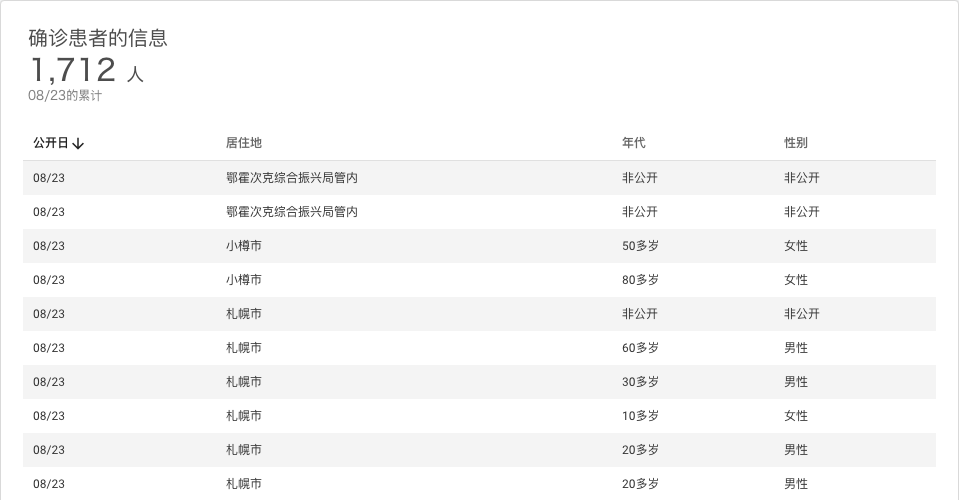 确诊患者的信息
1,712 人
08/23的累计
公开日↓ 居住地 年代 性别
08/23 鄂霍次克综合振兴局管内 非公开 非公开
08/23 鄂霍次克综合振兴局管内 非公开 非公开
08/23 小樽市 50多岁 女性
08/23 小樽市 80多岁 女性
08/23 札幌市 非公开 非公开
08/23 札幌市 60多岁 男性
08/23 札幌市 30多岁 男性
08/23 札幌市 10多岁 女性
08/23 札幌市 20多岁 男性
08/23 札幌市 20多岁 男性